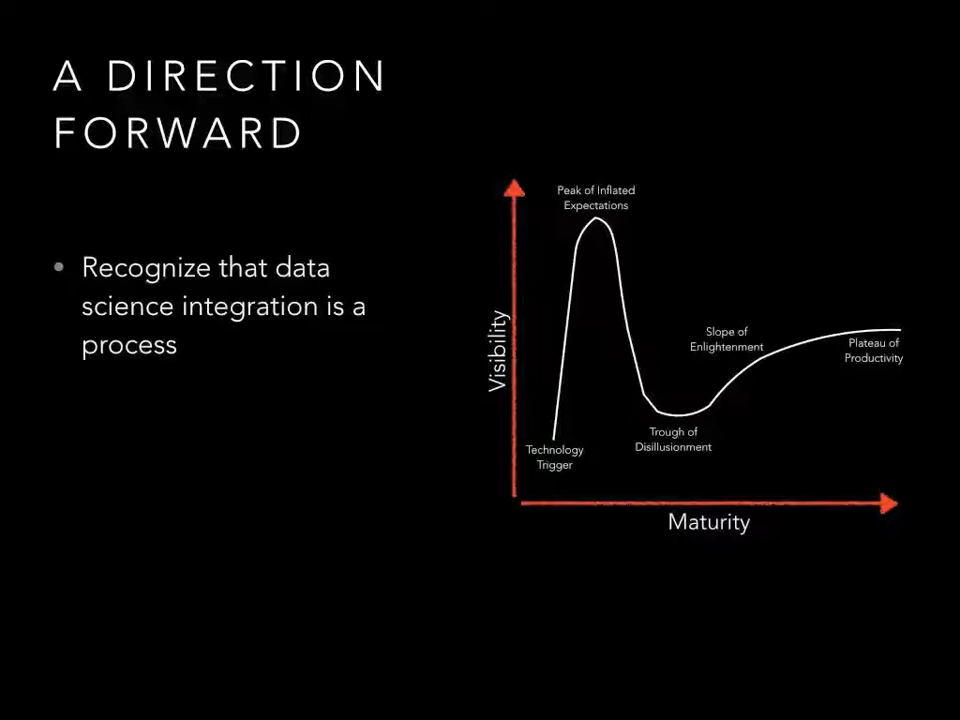 A DIRECTION
FORWARD
• Recognize that data
science integration is a
process
Peak of Inflated
Expectations
Visibility
Slope of
Enlightenment
Plateau of
Productivity
Trough of
Disillusionment
Technology
Trigger
Maturity